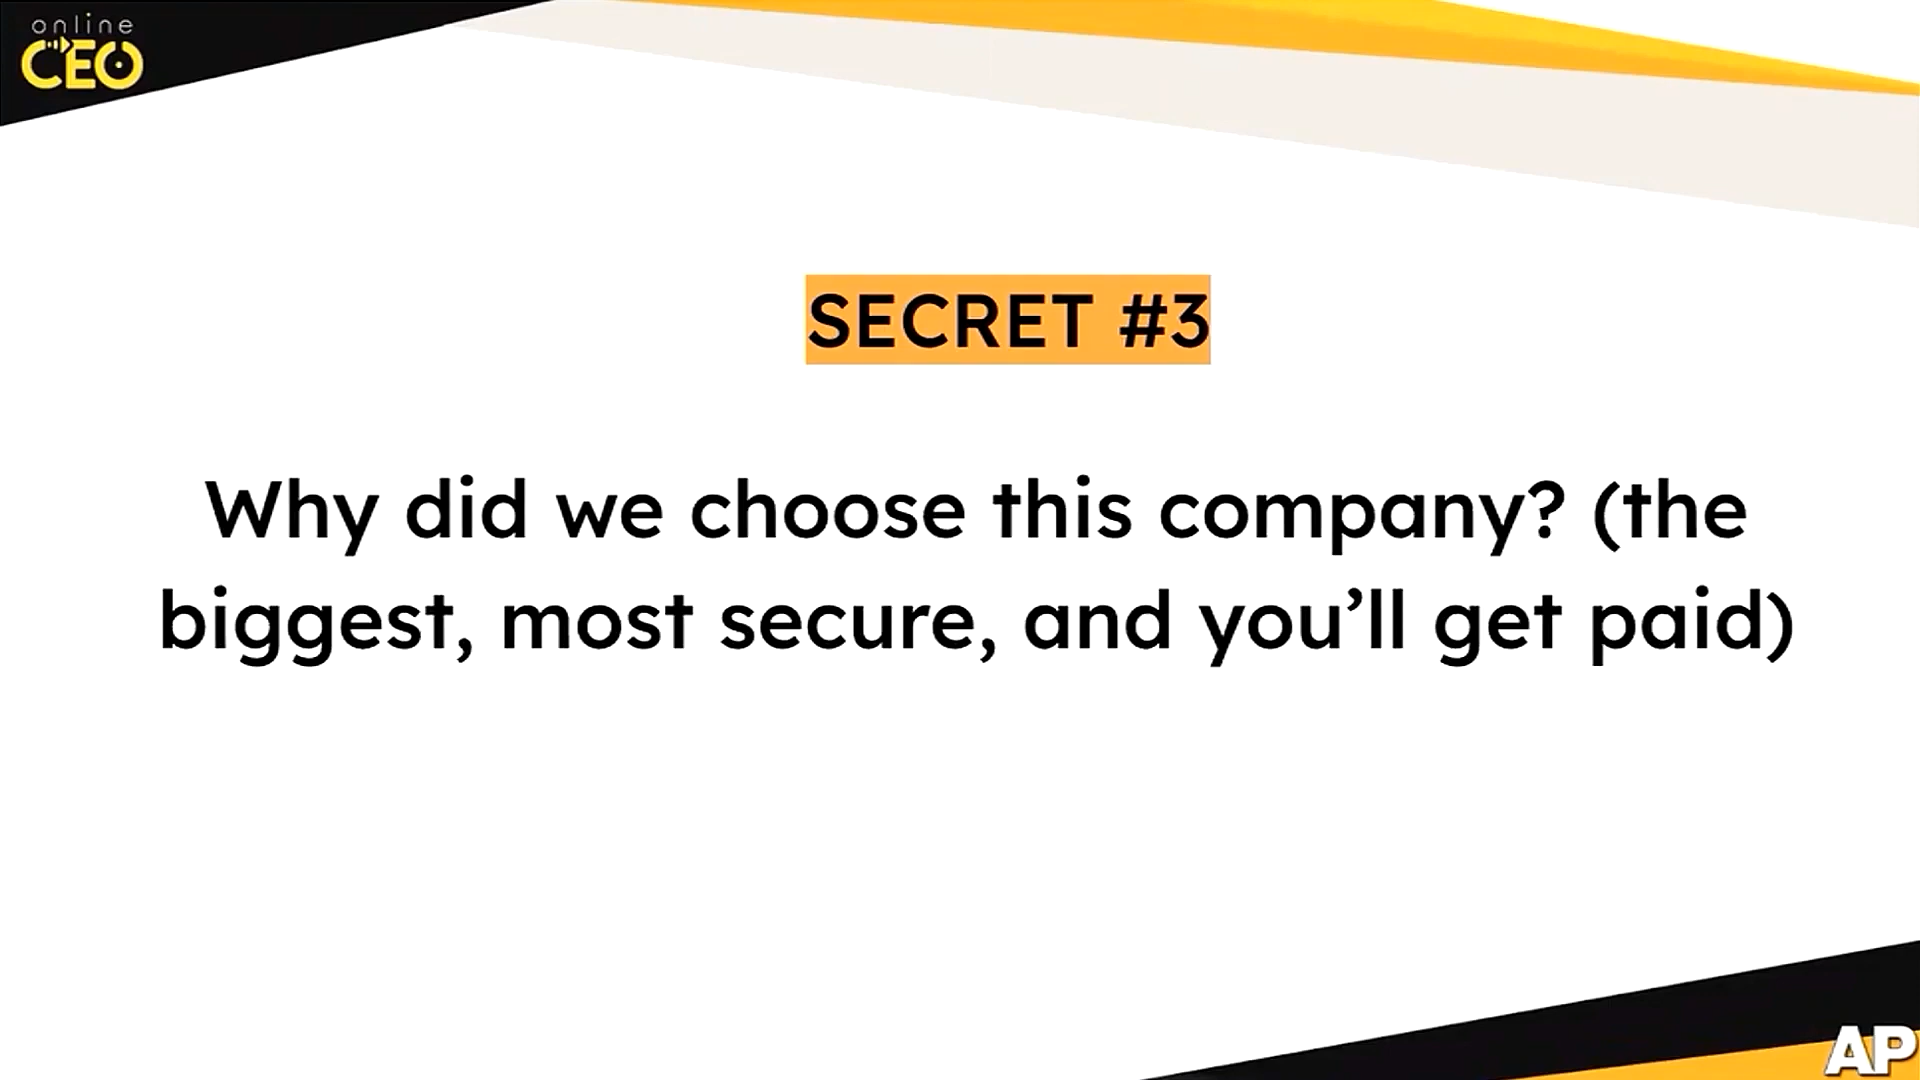 online
CEO
SECRET #3
Why did we choose this company? (the
biggest, most secure, and you’ll get paid)
AP